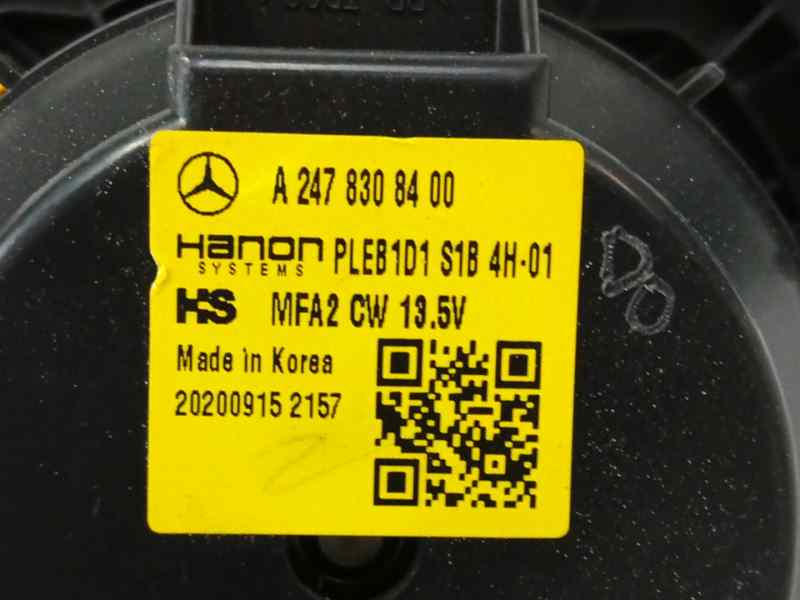 A 247 830 84 00
Hanon PLEB1D1 S1B 4H-01
SYSTEMS
HS MFA2 CW 13.5V
Made in Korea
20200915 2157